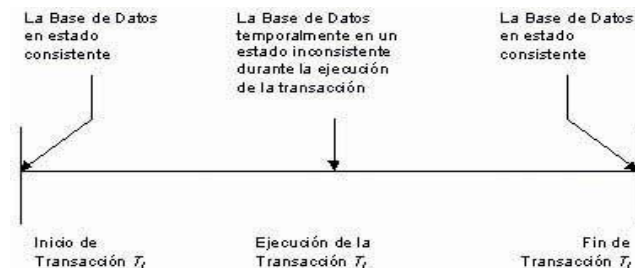 La Base de Datos
en estado
consistente
La Base de Datos
temporalmente en un
estado inconsistente
durante la ejecución
de la transacción
La Base de Datos
en estado
consistente
Inicio de
Transacción Tᵢ
Ejecución de la
Transacción Tᵢ
Fin de
Transacción Tᵢ